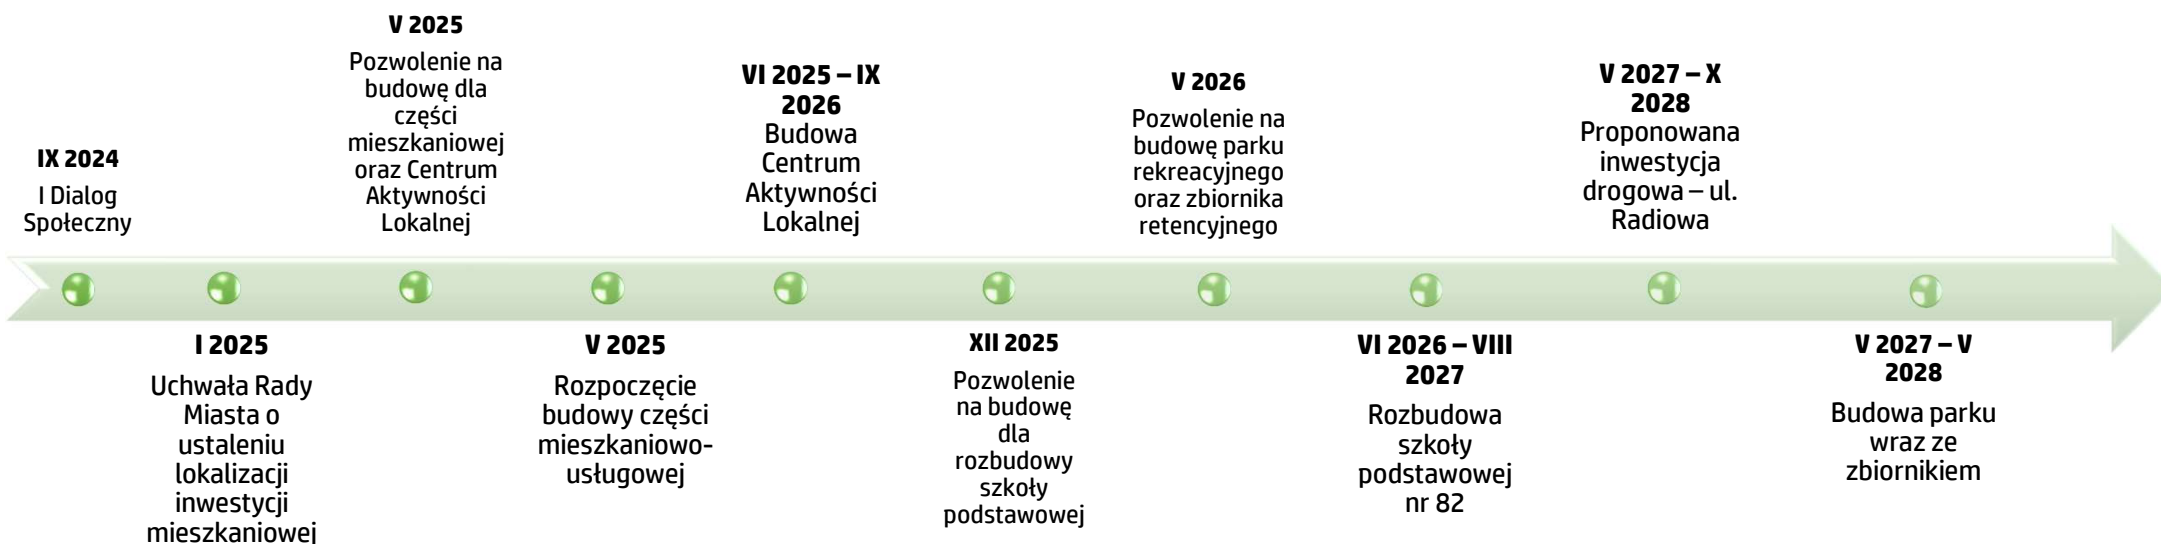 IX 2024
I Dialog
Społeczny
I 2025
Uchwała Rady
Miasta o
ustaleniu
lokalizacji
inwestycji
mieszkaniowej
V 2025
Pozwolenie na
budowę dla
części
mieszkaniowej
oraz Centrum
Aktywności
Lokalnej
V 2025
Rozpoczęcie
budowy części
mieszkaniowo-
usługowej
VI 2025 – IX
2026
Budowa
Centrum
Aktywności
Lokalnej
XII 2025
Pozwolenie
na budowę
dla
rozbudowy
szkoły
podstawowej
V 2026
Pozwolenie na
budowę parku
rekreacyjnego
oraz zbiornika
retencyjnego
VI 2026 – VIII
2027
Rozbudowa
szkoły
podstawowej
nr 82
V 2027 – X
2028
Proponowana
inwestycja
drogowa – ul.
Radiowa
V 2027 – V
2028
Budowa parku
wraz ze
zbiornikiem